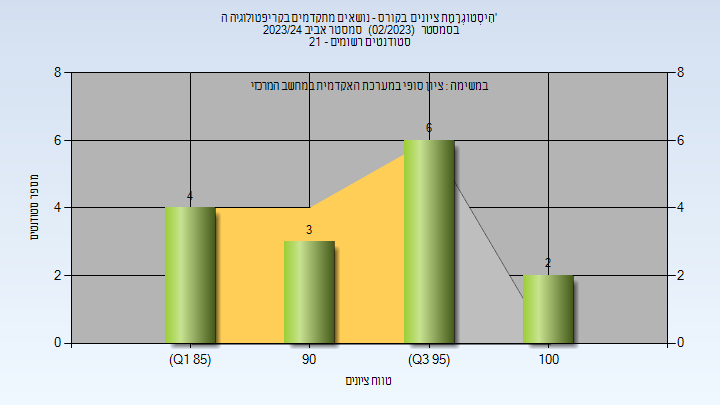 היסטוגרמת ציונים בקורס - נושאים מתקדמים בקריפטולוגיה ה'
בסמסטר (02/2023) סמסטר אביב 2023/24
סטודנטים רשומים - 21
במשימה : ציון סופי במערכת האקדמית במחשב המרכזי
8
6
4
2
0
8
6
4
2
0
מספר סטודנטים
4
3
6
2
(Q1 85)
90
(Q3 95)
100
טווח ציונים